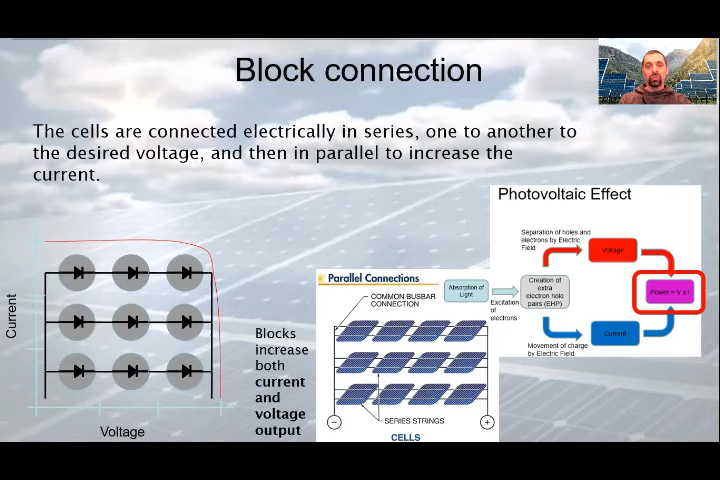 Block connection
The cells are connected electrically in series, one to another to
the desired voltage, and then in parallel to increase the
current.
Photovoltaic Effect
Separation of holes and
electrons by Electric
Field
Voltage
Absorption of
Light
Excitation
of
electrons
Creation of
extra
electron hole
pairs (EHP)
Power = V x I
Current
Movement of charge
by Electric Field
Current
Voltage
Blocks
increase
both
current
and
voltage
output
Parallel Connections
COMMON BUSBAR
CONNECTION
SERIES STRINGS
−
+
CELLS